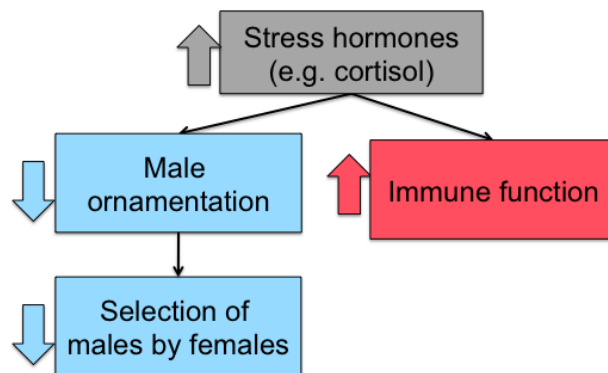 Stress hormones
(e.g. cortisol)
Male
ornamentation
Immune function
Selection of
males by females